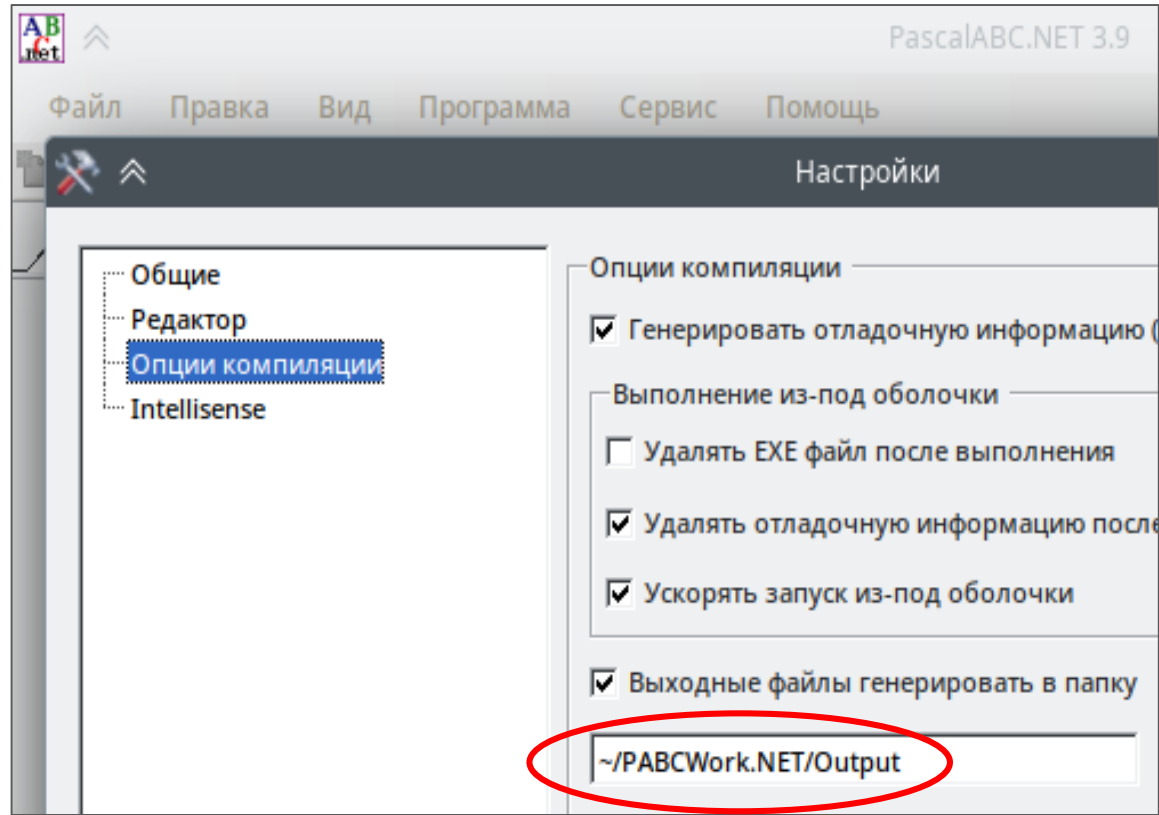 ABC
.net
PascalABC.NET 3.9
Файл Правка Вид Программа Сервис Помощь
Настройки
Общие
Редактор
Опции компиляции
Intellisense
Опции компиляции
Генерировать отладочную информацию (
Выполнение из-под оболочки
Удалять EXE файл после выполнения
Удалять отладочную информацию после
Ускорять запуск из-под оболочки
Выходные файлы генерировать в папку
~/PABCWork.NET/Output